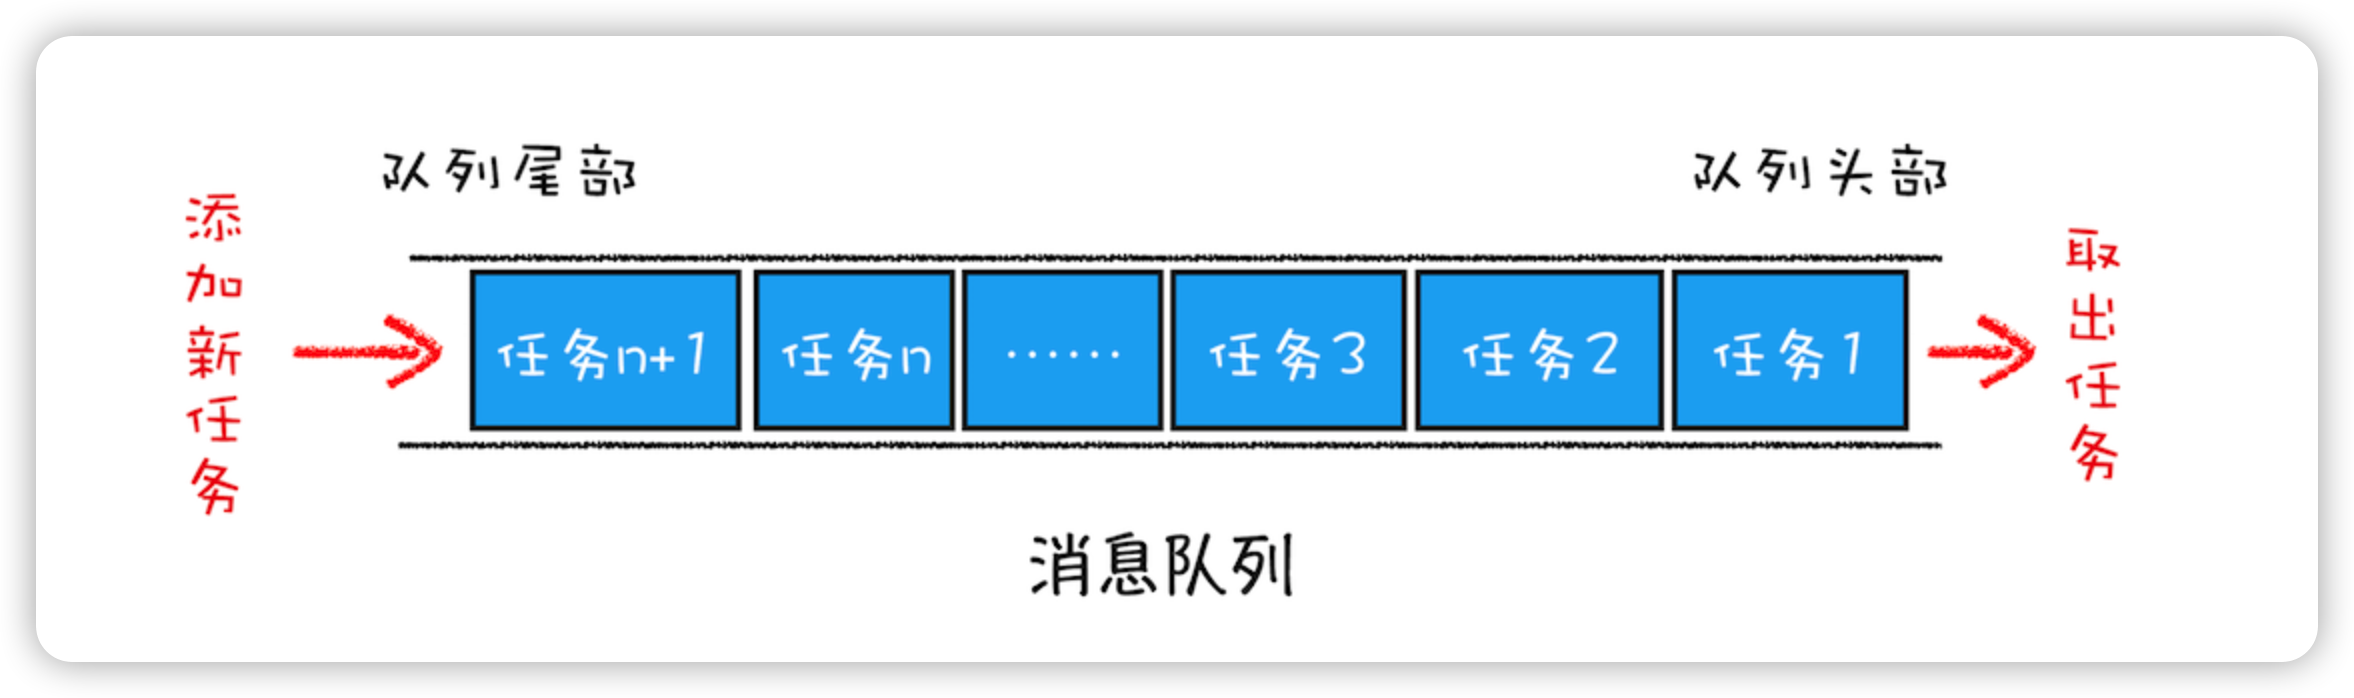 队列尾部
队列头部
添加新任务
任务n+1
任务n
······
任务3
任务2
任务1
取出任务
消息队列